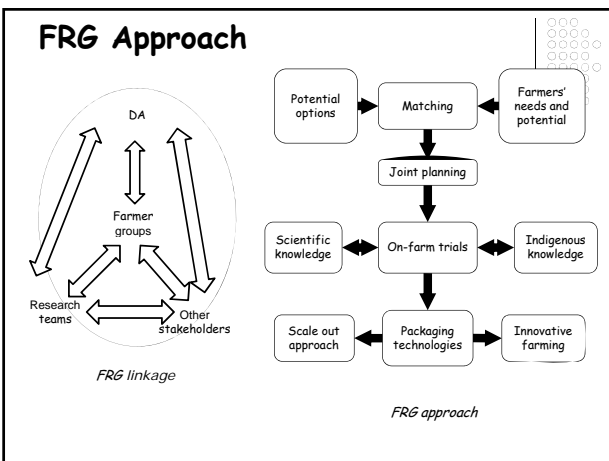 FRG Approach
DA
Farmer
groups
Research
teams
Other
stakeholders
FRG linkage
Potential
options
Matching
Farmers'
needs and
potential
Joint planning
Scientific
knowledge
On-farm trials
Indigenous
knowledge
Scale out
approach
Packaging
technologies
Innovative
farming
FRG approach